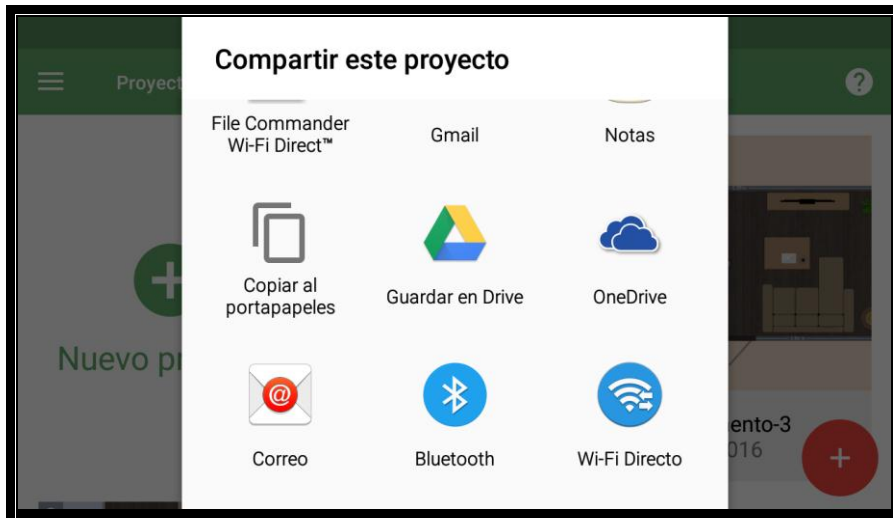 Compartir este proyecto
Proyect
File Commander
Wi-Fi Direct™
Gmail
Notas
Copiar al
portapapeles
Guardar en Drive
OneDrive
Nuevo pr
Correo
Bluetooth
Wi-Fi Directo
ento-3
016